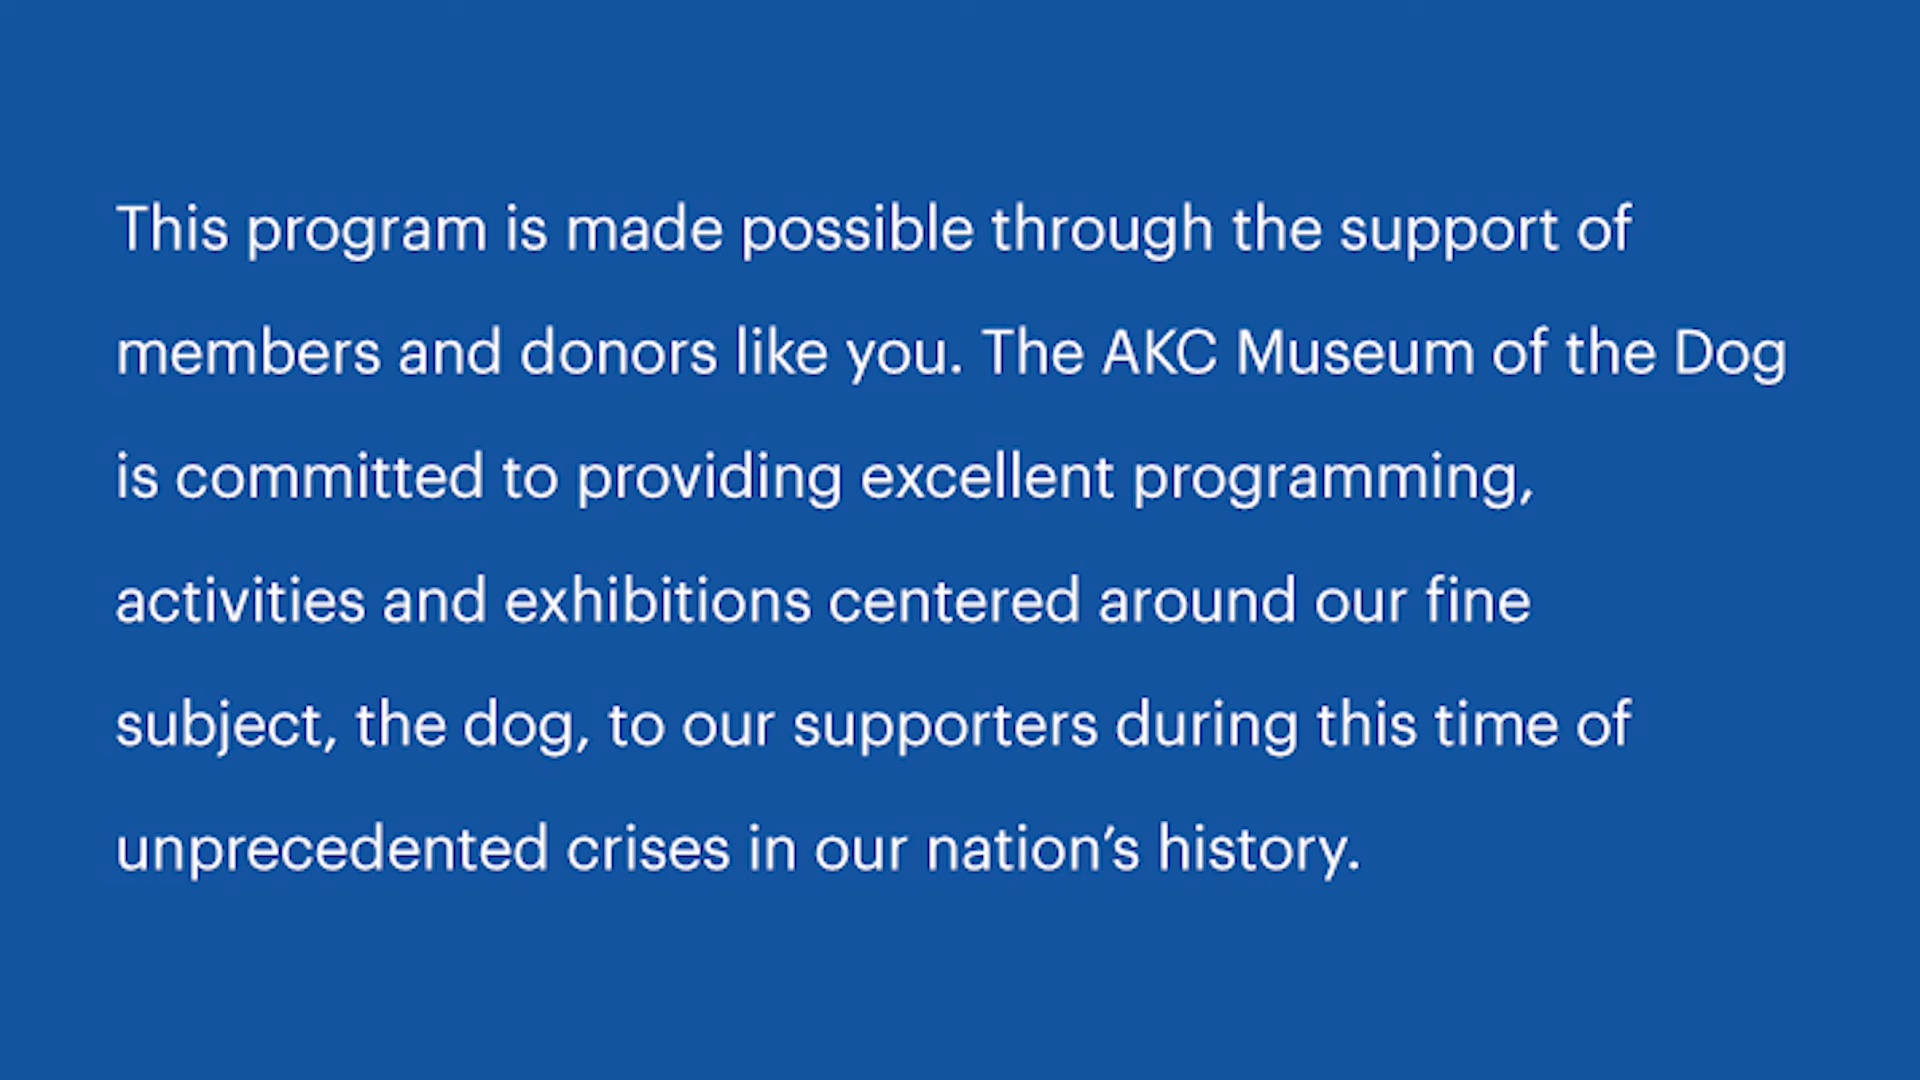 This program is made possible through the support of
members and donors like you. The AKC Museum of the Dog
is committed to providing excellent programming,
activities and exhibitions centered around our fine
subject, the dog, to our supporters during this time of
unprecedented crises in our nation’s history.